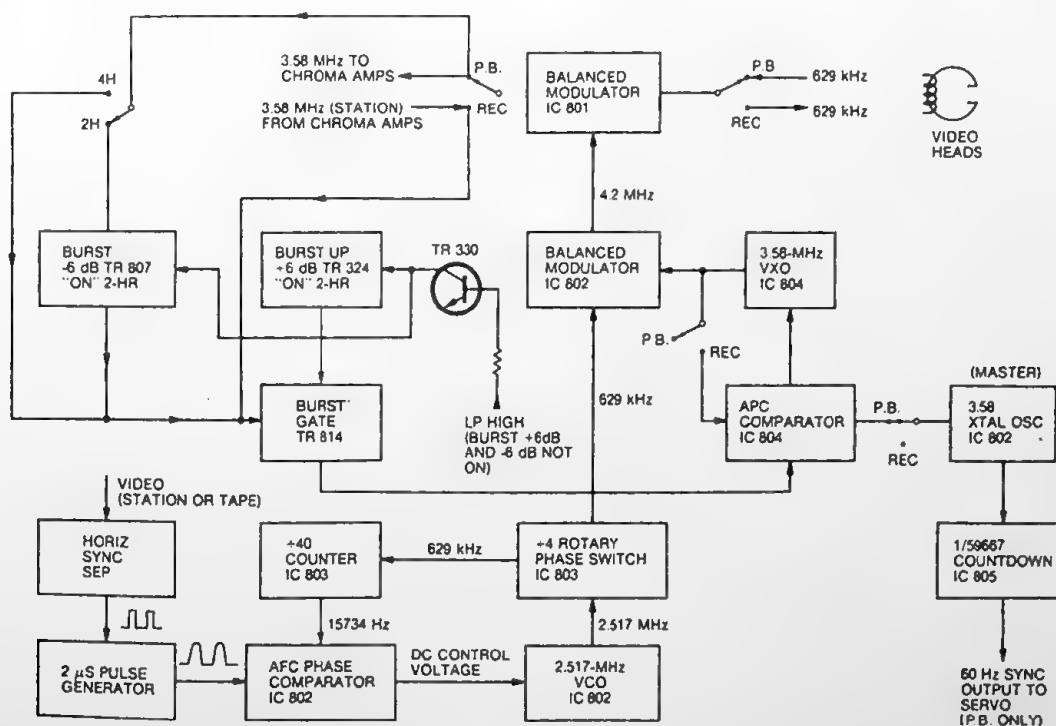 4H
2H
3.58 MHz TO
CHROMA AMPS
3.58 MHz (STATION)
FROM CHROMA AMPS
P.B.
REC
BALANCED
MODULATOR
IC 801
P.B
REC
629 kHz
629 kHz
VIDEO
HEADS
4.2 MHz
BURST
-6 dB TR 807
"ON" 2-HR
BURST UP
+6 dB TR 324
"ON" 2-HR
TR 330
BALANCED
MODULATOR
IC 802
3.58-MHz
VXO
IC 804
P.B.
REC
BURST
GATE
TR 814
LP HIGH
(BURST +6dB
AND -6 dB NOT
ON)
629 kHz
APC
COMPARATOR
IC 804
P.B.
REC
(MASTER)
3.58
XTAL OSC
IC 802
VIDEO
(STATION OR TAPE)
HORIZ
SYNC
SEP
÷40
COUNTER
IC 803
629 kHz
÷4 ROTARY
PHASE SWITCH
IC 803
1/59667
COUNTDOWN
IC 805
15734 Hz
2.517 MHz
2 µS PULSE
GENERATOR
AFC PHASE
COMPARATOR
IC 802
DC CONTROL
VOLTAGE
2.517-MHz
VCO
IC 802
60 Hz SYNC
OUTPUT TO
SERVO
(P.B. ONLY)